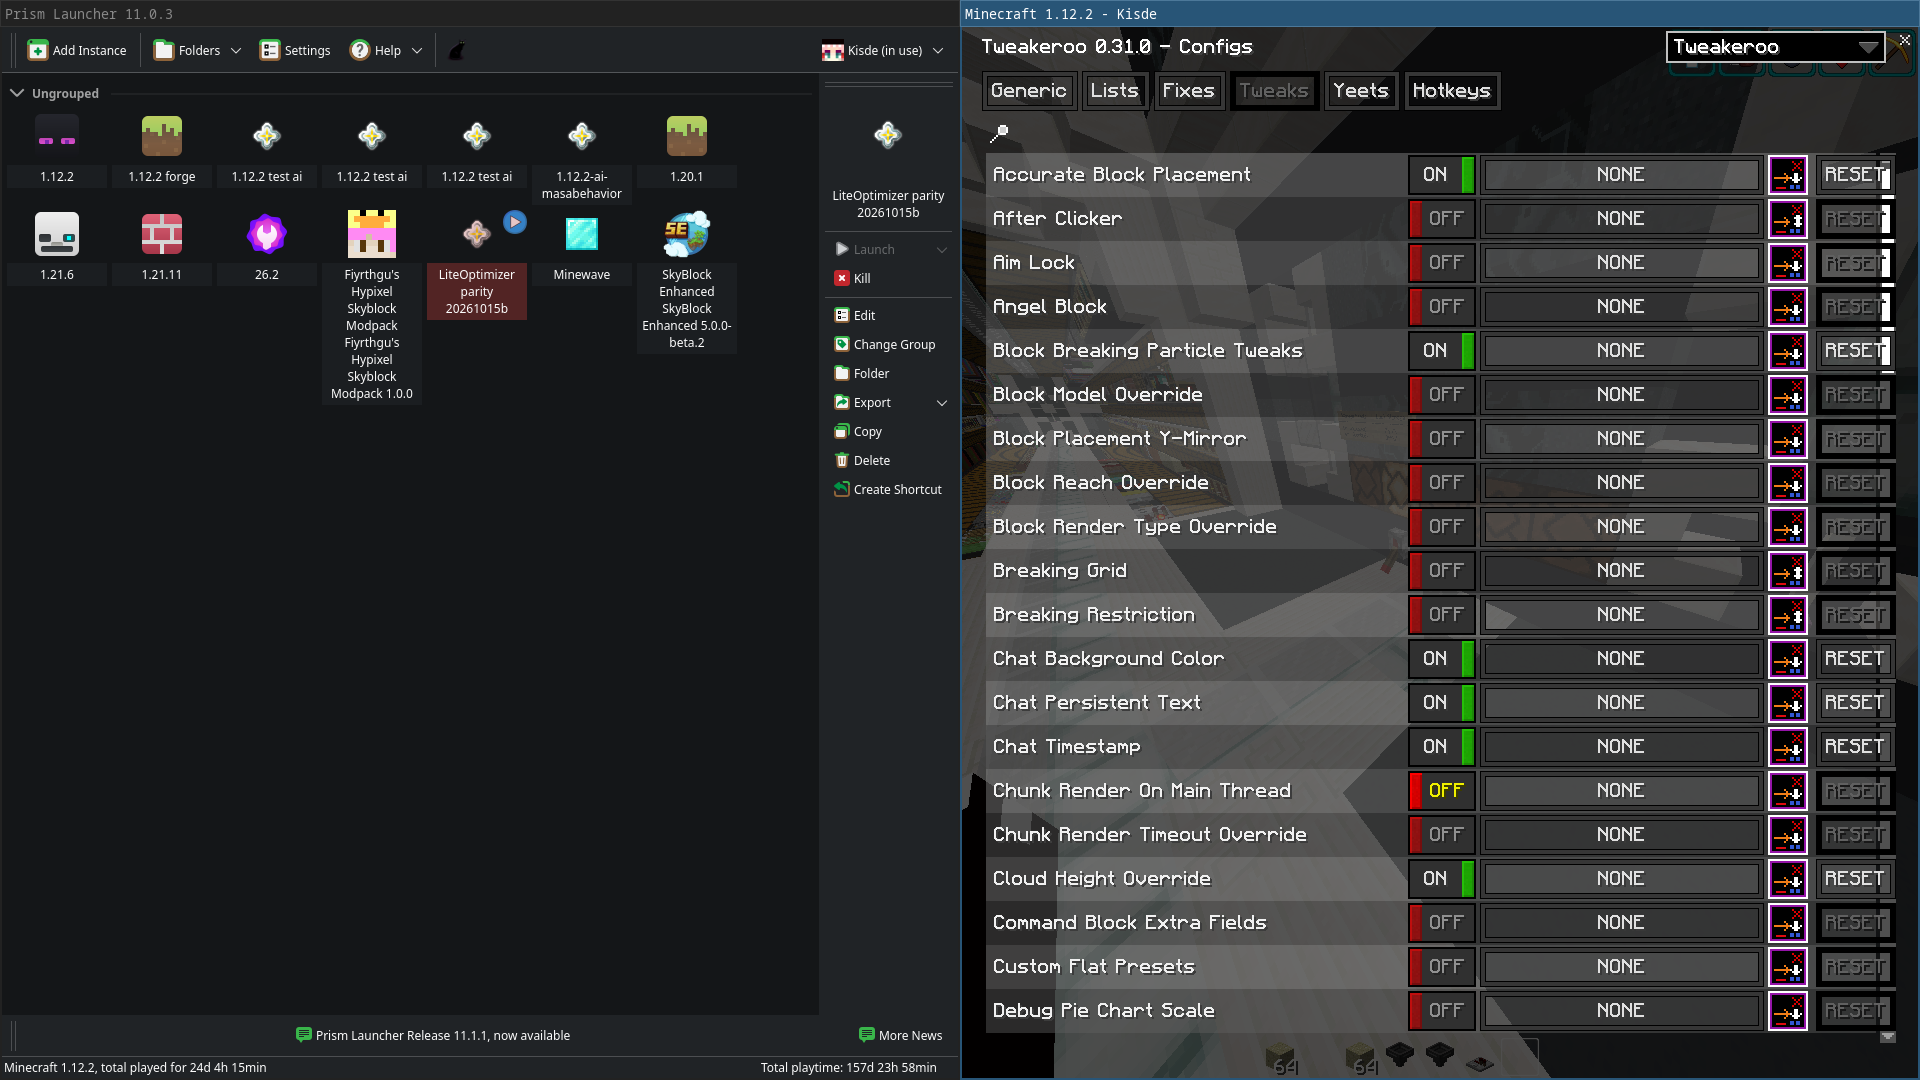 Prism Launcher 11.0.3
Add Instance
Folders
Settings
Help
Kisde (in use)
Ungrouped
1.12.2
1.12.2 forge
1.12.2 test ai
1.12.2 test ai
1.12.2 test ai
1.12.2-ai-
masabehavior
1.20.1
1.21.6
1.21.11
26.2
Fiyrthgu's
Hypixel
Skyblock
Modpack
Fiyrthgu's
Hypixel
Skyblock
Modpack 1.0.0
LiteOptimizer
parity
20261015b
Minewave
SE
SkyBlock
Enhanced
SkyBlock
Enhanced 5.0.0-
beta.2
LiteOptimizer parity
20261015b
Launch
Kill
Edit
Change Group
Folder
Export
Copy
Delete
Create Shortcut
Prism Launcher Release 11.1.1, now available
More News
Minecraft 1.12.2, total played for 24d 4h 15min
Total playtime: 157d 23h 58min
Minecraft 1.12.2 - Kisde
Tweakeroo 0.31.0 – Configs
Tweakeroo
Generic Lists Fixes Tweaks Yeets Hotkeys
Accurate Block Placement ON NONE RESET
After Clicker OFF NONE RESET
Aim Lock OFF NONE RESET
Angel Block OFF NONE RESET
Block Breaking Particle Tweaks ON NONE RESET
Block Model Override OFF NONE RESET
Block Placement Y-Mirror OFF NONE RESET
Block Reach Override OFF NONE RESET
Block Render Type Override OFF NONE RESET
Breaking Grid OFF NONE RESET
Breaking Restriction OFF NONE RESET
Chat Background Color ON NONE RESET
Chat Persistent Text ON NONE RESET
Chat Timestamp ON NONE RESET
Chunk Render On Main Thread OFF NONE RESET
Chunk Render Timeout Override OFF NONE RESET
Cloud Height Override ON NONE RESET
Command Block Extra Fields OFF NONE RESET
Custom Flat Presets OFF NONE RESET
Debug Pie Chart Scale OFF NONE RESET
64 64